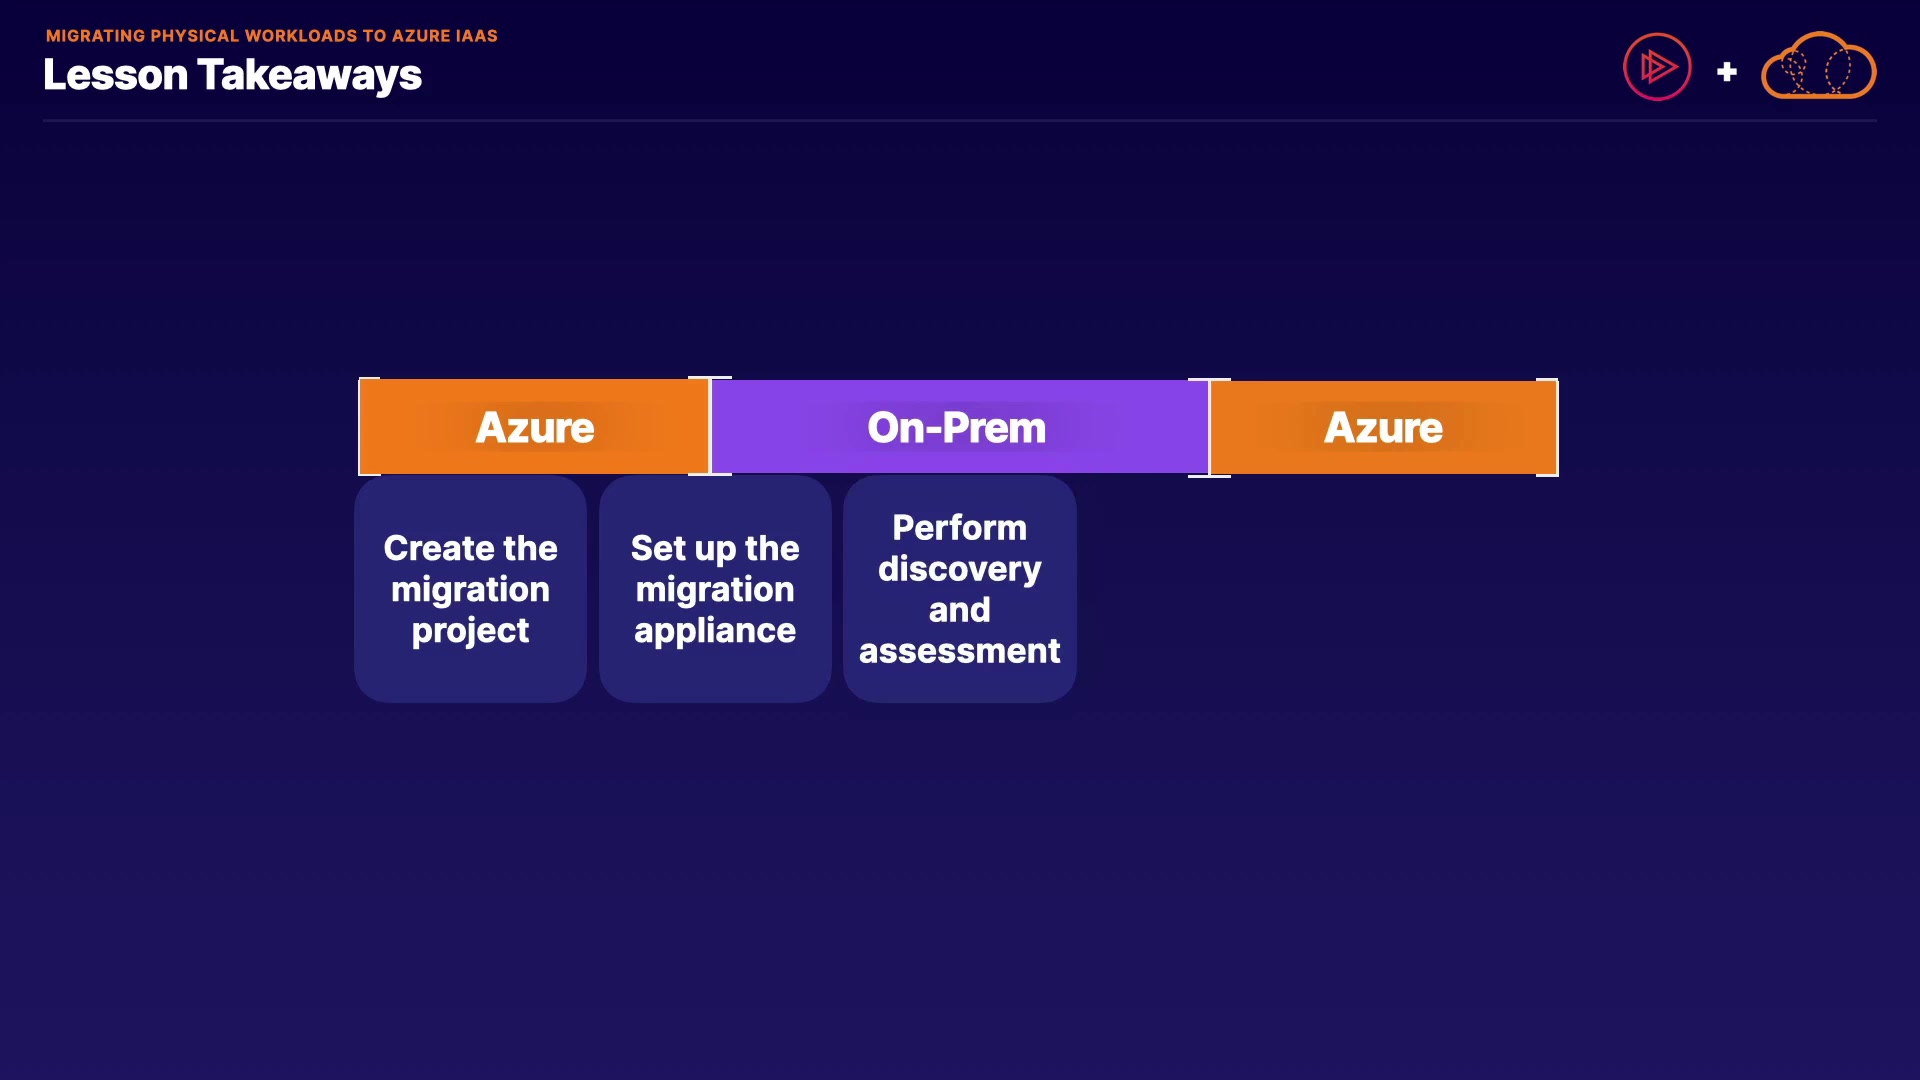 MIGRATING PHYSICAL WORKLOADS TO AZURE IAAS
Lesson Takeaways
+
Azure
On-Prem
Azure
Create the
migration
project
Set up the
migration
appliance
Perform
discovery
and
assessment